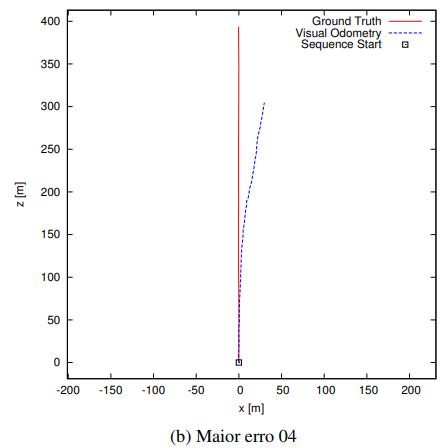 Ground Truth
Visual Odometry
Sequence Start
400
350
300
250
200
150
100
50
0
z [m]
-200 -150 -100 -50 0 50 100 150 200
x [m]
(b) Maior erro 04